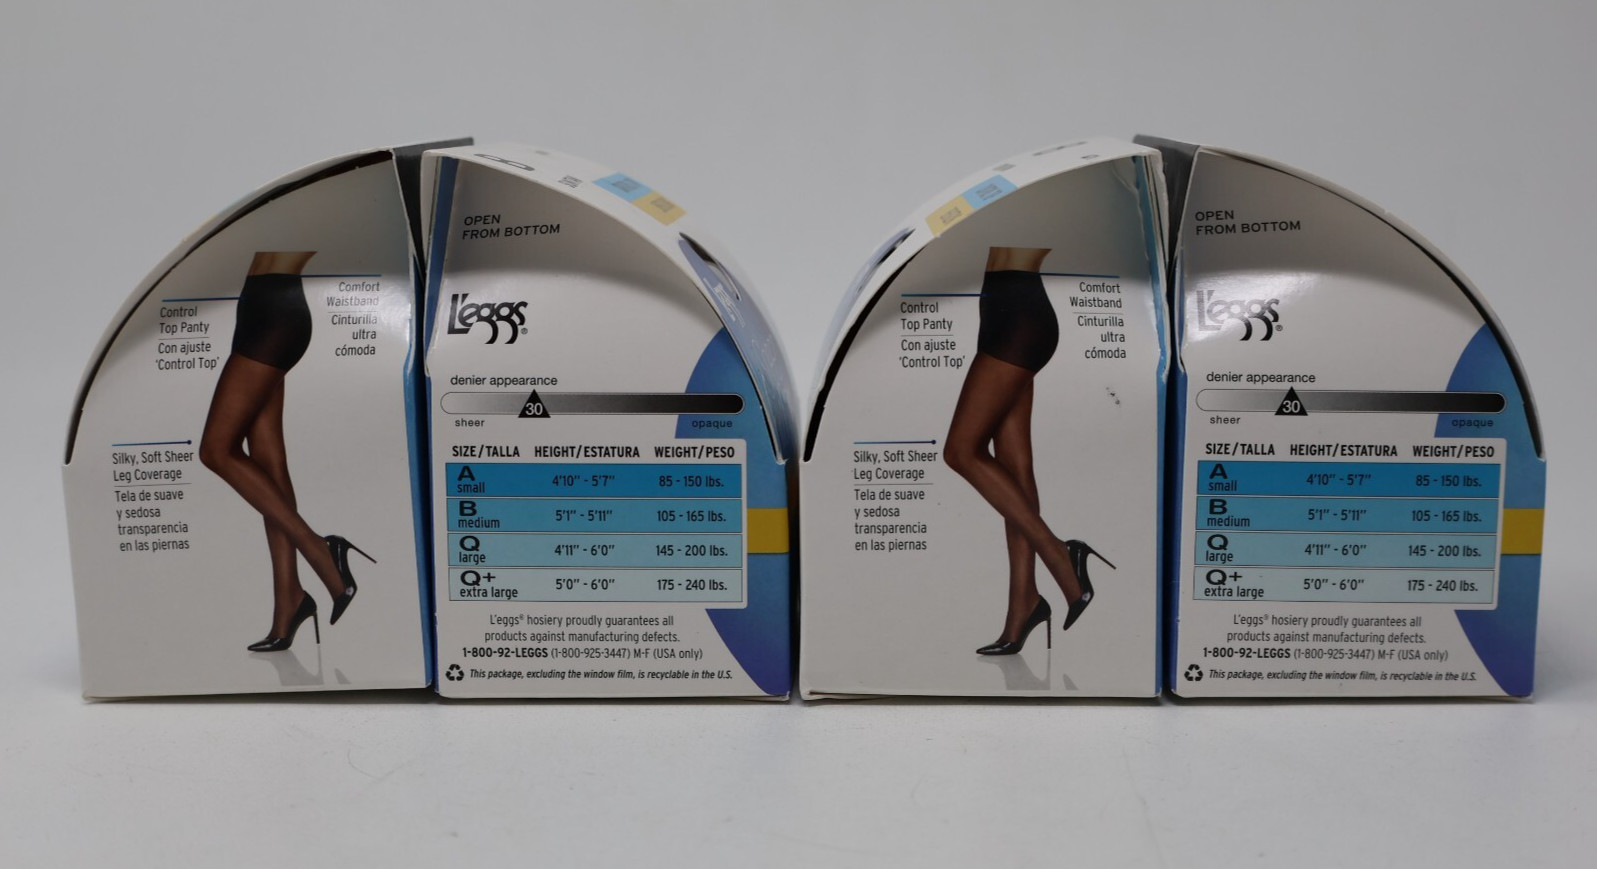 Control
Top Panty
Con ajuste
'Control Top'
Comfort
Waistband
Cinturilla
ultra
cómoda
Silky, Soft Sheer
Leg Coverage
Tela de suave
y sedosa
transparencia
en las piernas
OPEN
FROM BOTTOM
L'eggs®
denier appearance
30
sheer opaque
SIZE/TALLA HEIGHT/ESTATURA WEIGHT/PESO
A small 4'10" - 5'7" 85 - 150 lbs.
B medium 5'1" - 5'11" 105 - 165 lbs.
Q large 4'11" - 6'0" 145 - 200 lbs.
Q+ extra large 5'0" - 6'0" 175 - 240 lbs.
L'eggs® hosiery proudly guarantees all
products against manufacturing defects.
1-800-92-LEGGS (1-800-925-3447) M-F (USA only)
This package, excluding the window film, is recyclable in the U.S.
Control
Top Panty
Con ajuste
'Control Top'
Comfort
Waistband
Cinturilla
ultra
cómoda
Silky, Soft Sheer
Leg Coverage
Tela de suave
y sedosa
transparencia
en las piernas
OPEN
FROM BOTTOM
L'eggs®
denier appearance
30
sheer opaque
SIZE/TALLA HEIGHT/ESTATURA WEIGHT/PESO
A small 4'10" - 5'7" 85 - 150 lbs.
B medium 5'1" - 5'11" 105 - 165 lbs.
Q large 4'11" - 6'0" 145 - 200 lbs.
Q+ extra large 5'0" - 6'0" 175 - 240 lbs.
L'eggs® hosiery proudly guarantees all
products against manufacturing defects.
1-800-92-LEGGS (1-800-925-3447) M-F (USA only)
This package, excluding the window film, is recyclable in the U.S.